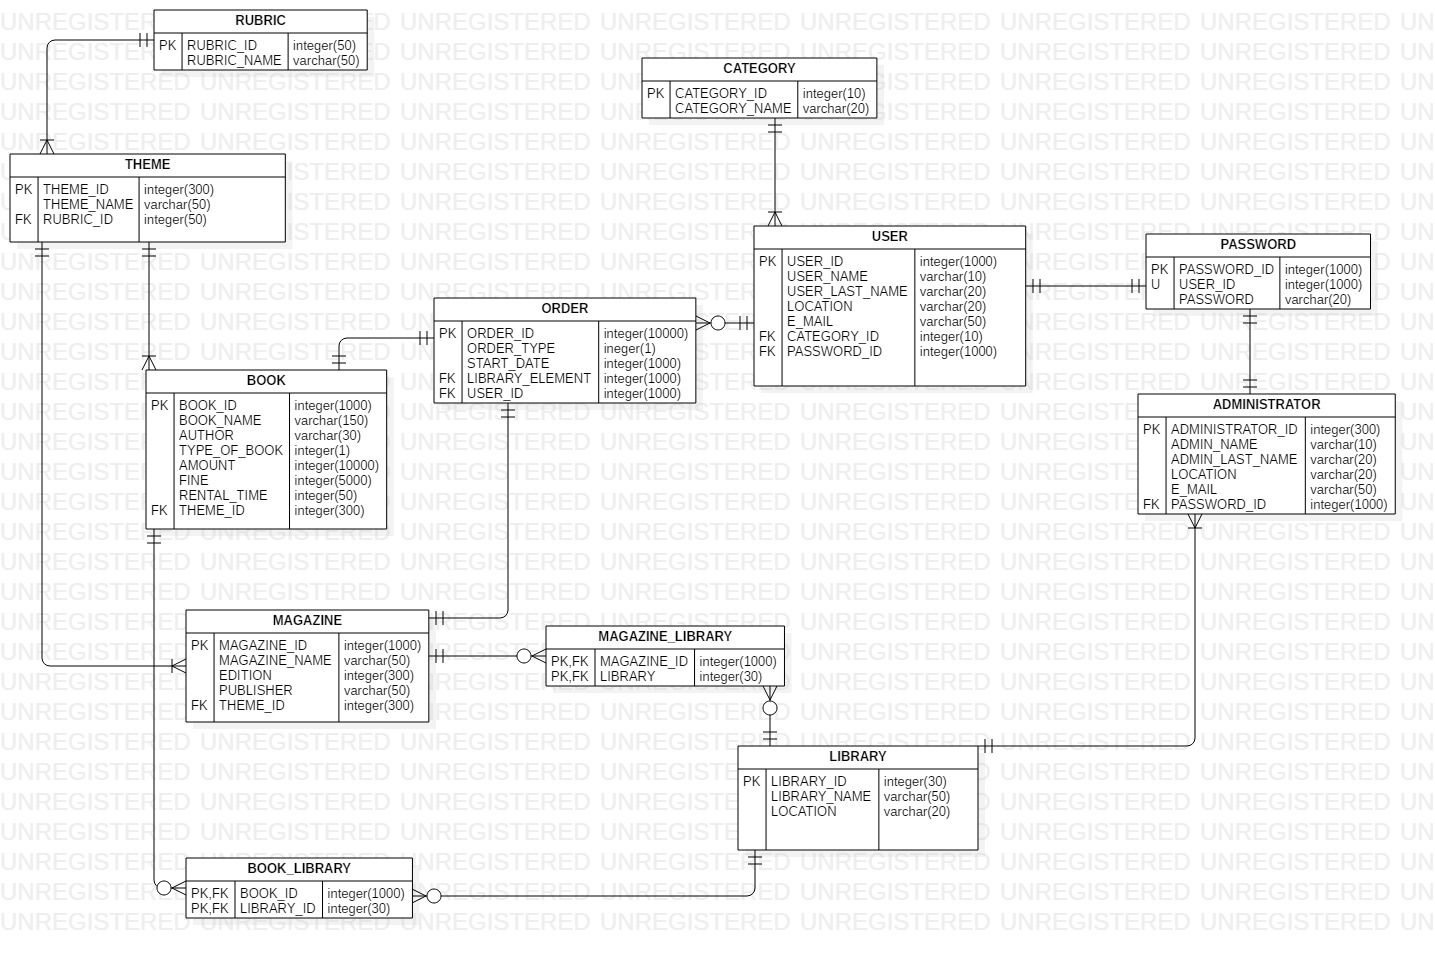 RUBRIC
PK RUBRIC_ID integer(50)
RUBRIC_NAME varchar(50)
CATEGORY
PK CATEGORY_ID integer(10)
CATEGORY_NAME varchar(20)
THEME
PK THEME_ID integer(300)
THEME_NAME varchar(50)
FK RUBRIC_ID integer(50)
USER
PK USER_ID integer(1000)
USER_NAME varchar(10)
USER_LAST_NAME varchar(20)
LOCATION varchar(20)
E_MAIL varchar(50)
FK CATEGORY_ID integer(10)
FK PASSWORD_ID integer(1000)
PASSWORD
PK PASSWORD_ID integer(1000)
U USER_ID integer(1000)
PASSWORD varchar(20)
ORDER
PK ORDER_ID integer(10000)
ORDER_TYPE ineger(1)
START_DATE integer(1000)
FK LIBRARY_ELEMENT integer(1000)
FK USER_ID integer(1000)
BOOK
PK BOOK_ID integer(1000)
BOOK_NAME varchar(150)
AUTHOR varchar(30)
TYPE_OF_BOOK integer(1)
AMOUNT integer(10000)
FINE integer(5000)
RENTAL_TIME integer(50)
FK THEME_ID integer(300)
ADMINISTRATOR
PK ADMINISTRATOR_ID integer(300)
ADMIN_NAME varchar(10)
ADMIN_LAST_NAME varchar(20)
LOCATION varchar(20)
E_MAIL varchar(50)
FK PASSWORD_ID integer(1000)
MAGAZINE
PK MAGAZINE_ID integer(1000)
MAGAZINE_NAME varchar(50)
EDITION integer(300)
PUBLISHER varchar(50)
FK THEME_ID integer(300)
MAGAZINE_LIBRARY
PK,FK MAGAZINE_ID integer(1000)
PK,FK LIBRARY integer(30)
LIBRARY
PK LIBRARY_ID integer(30)
LIBRARY_NAME varchar(50)
LOCATION varchar(20)
BOOK_LIBRARY
PK,FK BOOK_ID integer(1000)
PK,FK LIBRARY_ID integer(30)
UNREGISTERED